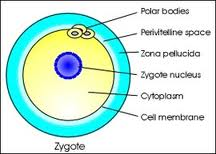 Polar bodies
Perivitelline space
Zona pellucida
Zygote nucleus
Cytoplasm
Cell membrane
Zygote